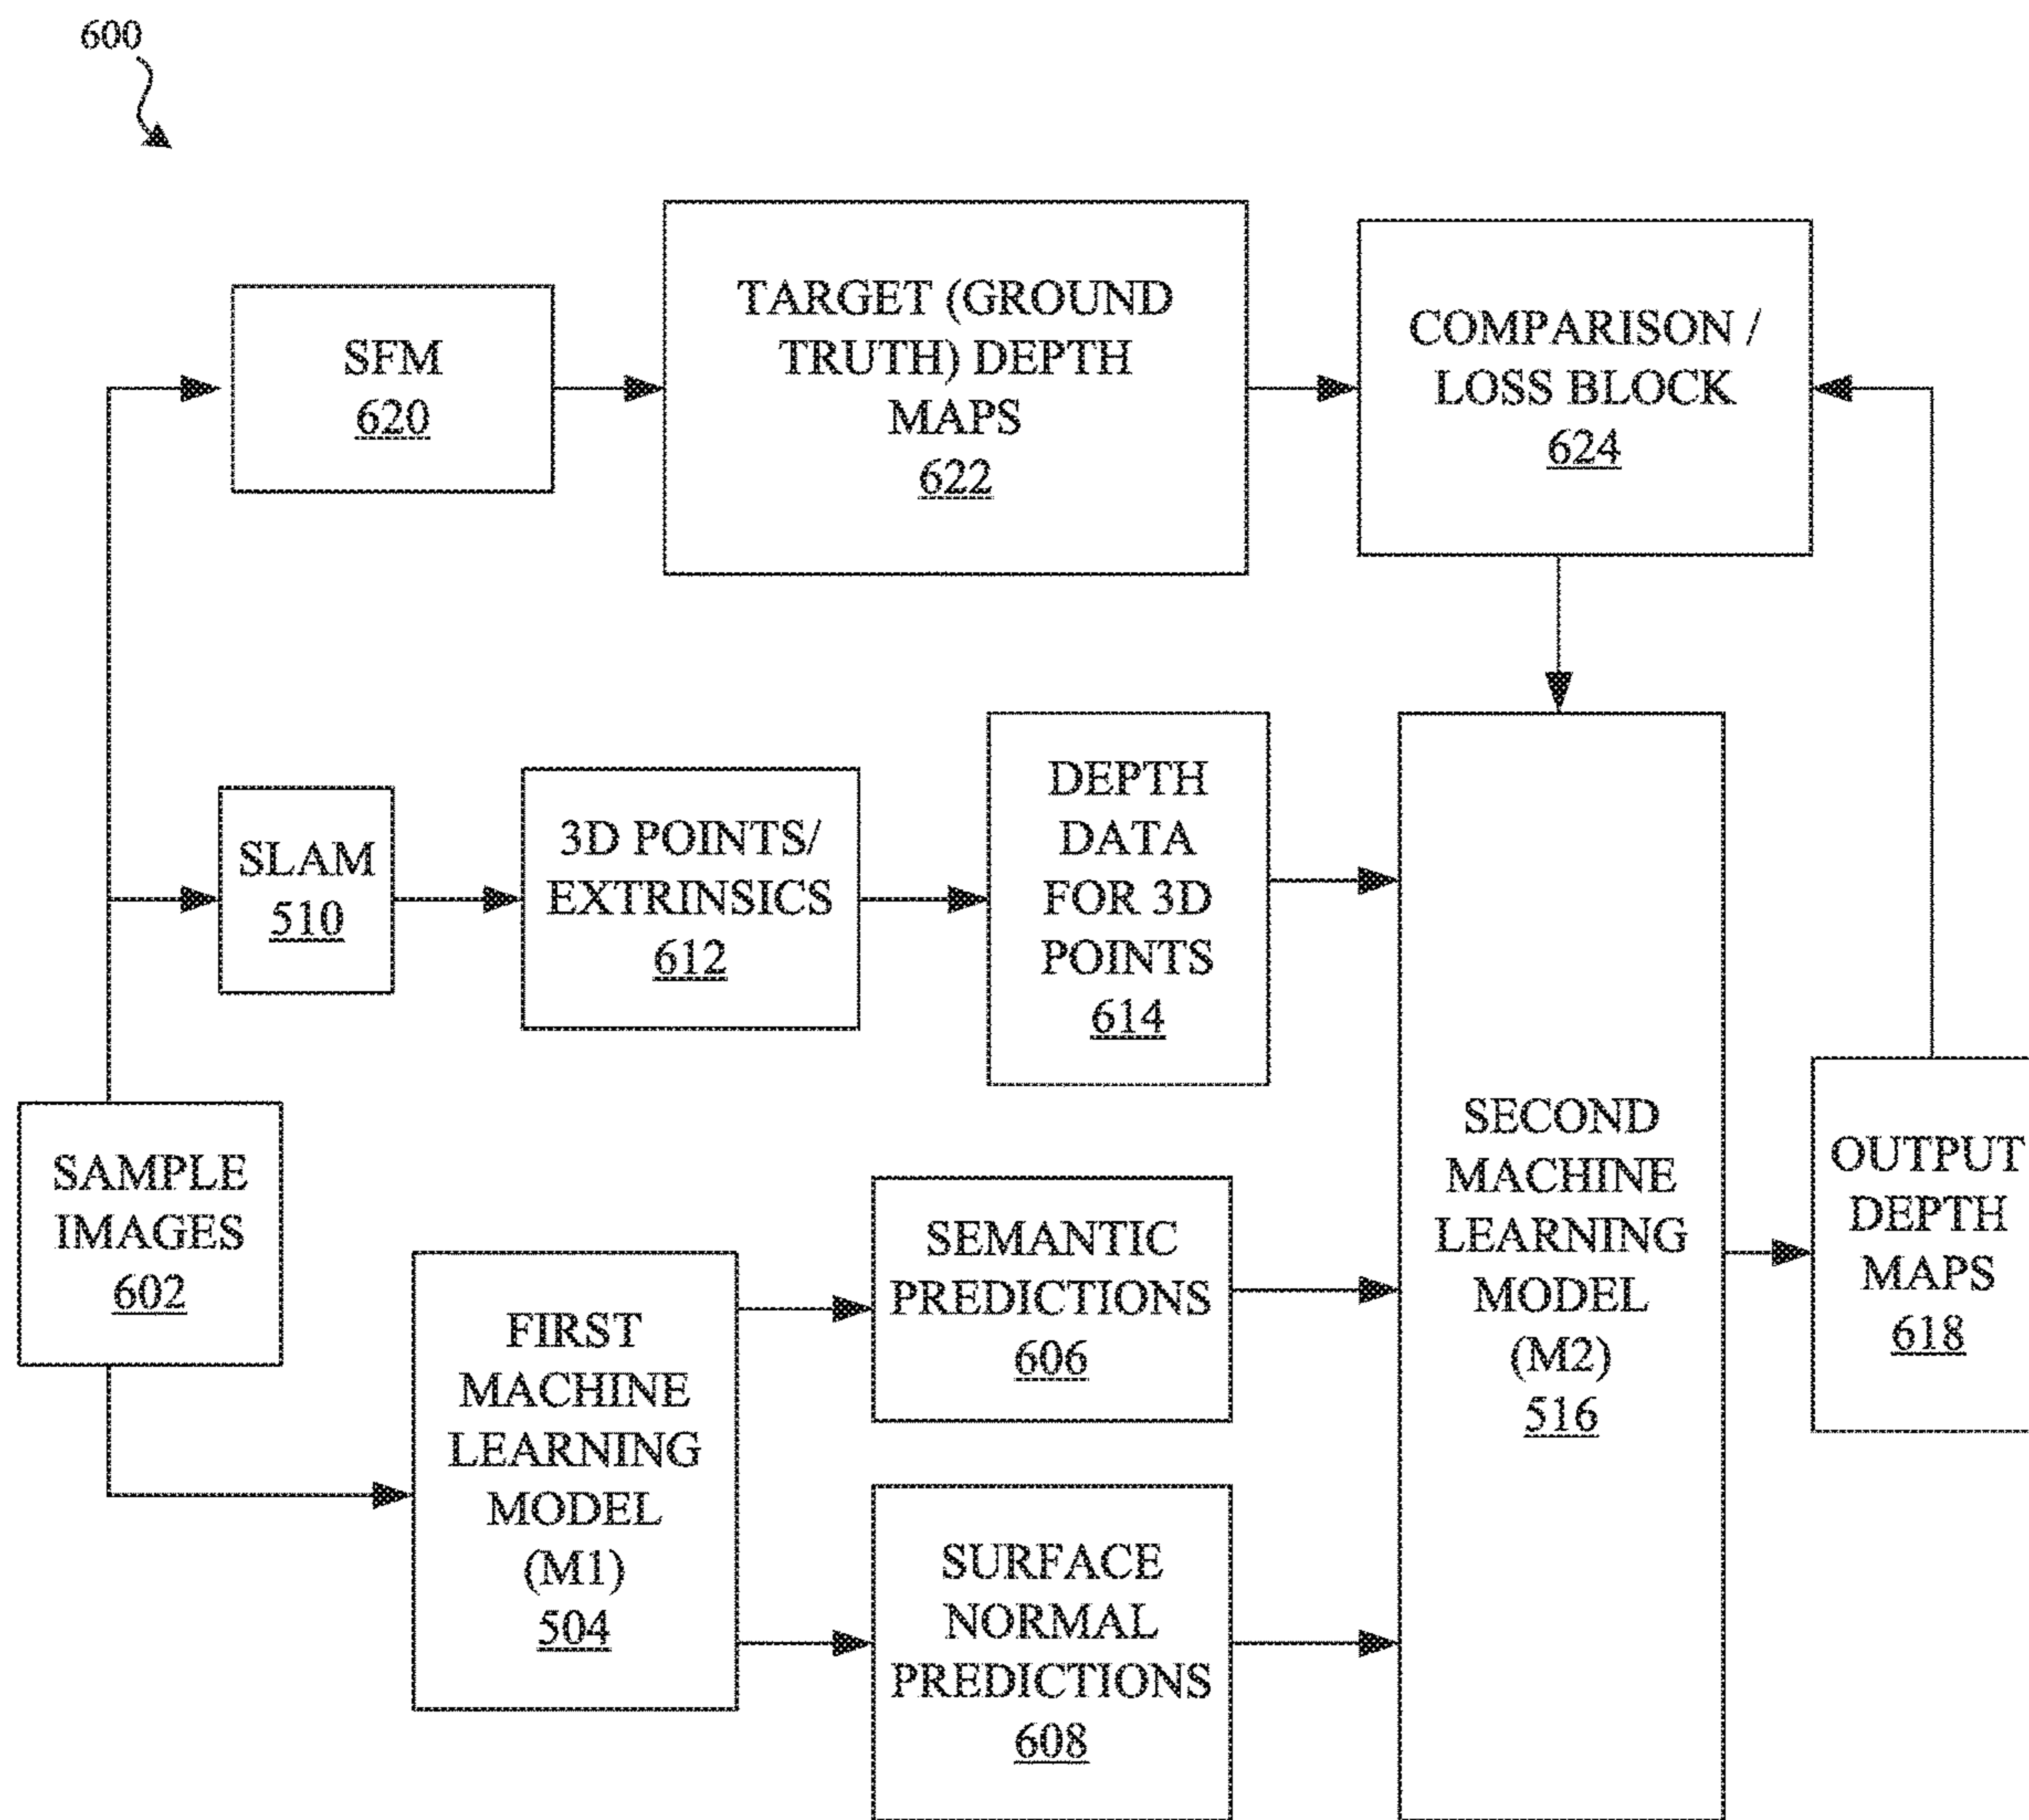 600
SFM
620
TARGET (GROUND
TRUTH) DEPTH
MAPS
622
COMPARISON /
LOSS BLOCK
624
SLAM
510
3D POINTS/
EXTRINSICS
612
DEPTH
DATA
FOR 3D
POINTS
614
SAMPLE
IMAGES
602
FIRST
MACHINE
LEARNING
MODEL
(M1)
504
SEMANTIC
PREDICTIONS
606
SURFACE
NORMAL
PREDICTIONS
608
SECOND
MACHINE
LEARNING
MODEL
(M2)
516
OUTPUT
DEPTH
MAPS
618